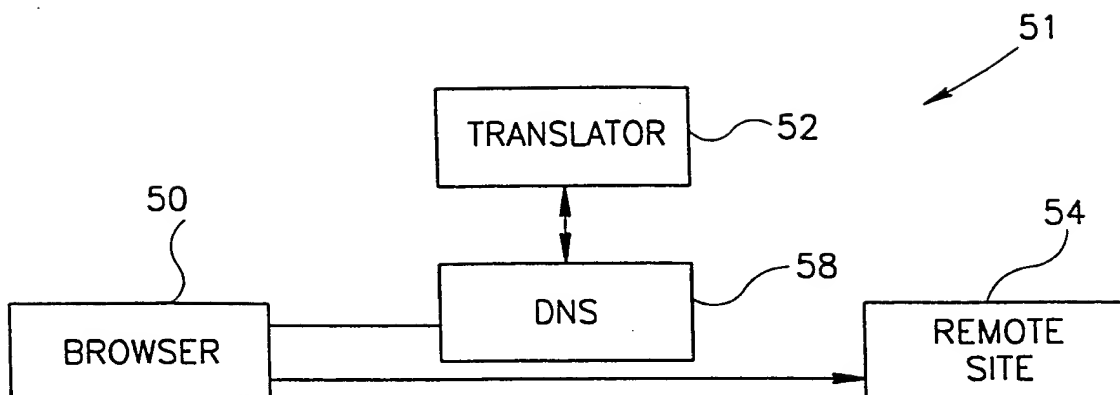 51
TRANSLATOR
52
50
58
54
DNS
BROWSER
REMOTE
SITE